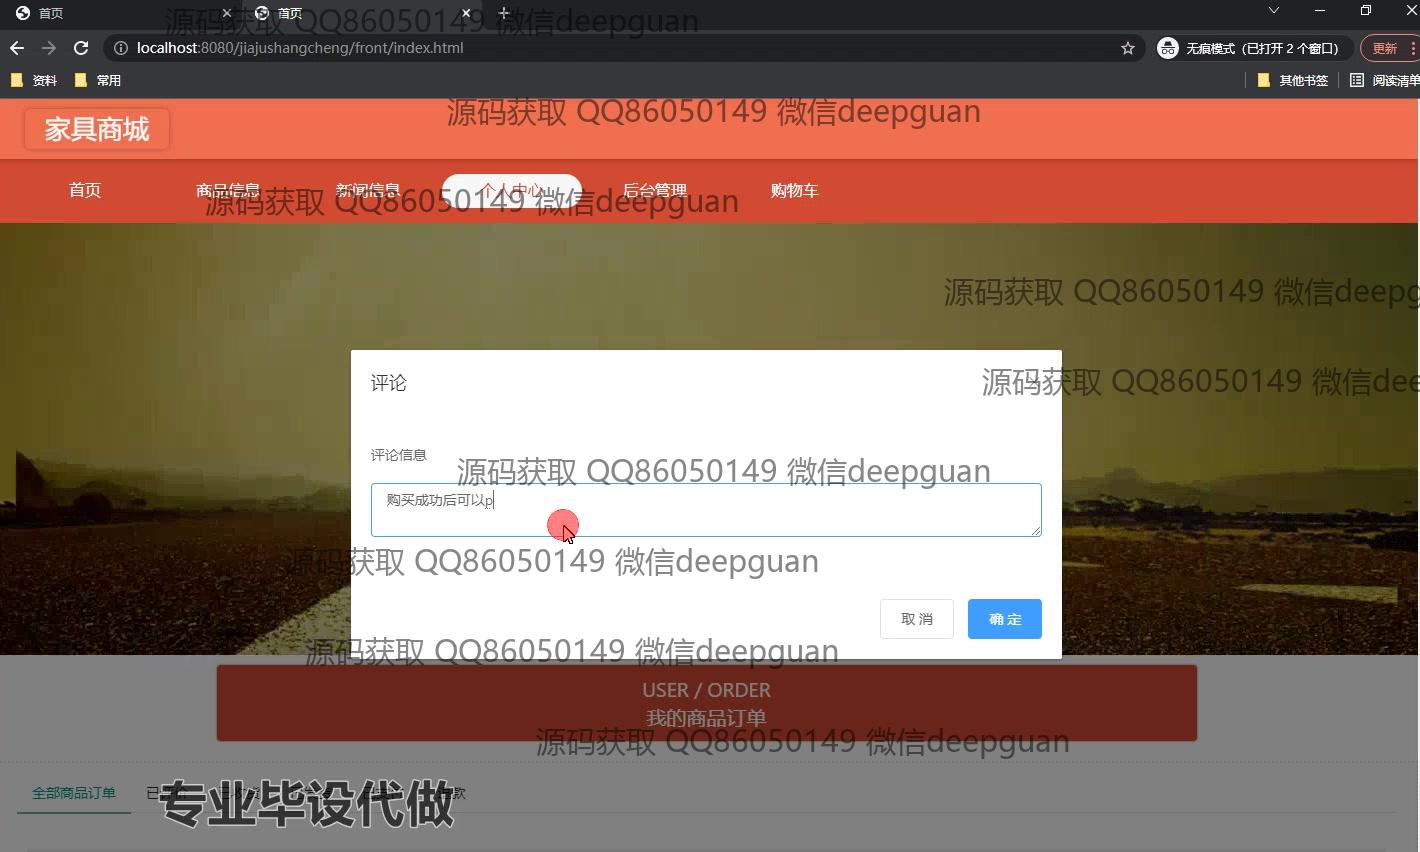 首页
首页
源码获取 QQ86050149 微信deepguan
localhost:8080/jiajushangcheng/front/index.html
无痕模式（已打开 2 个窗口）
更新
资料
常用
其他书签
阅读清单
源码获取 QQ86050149 微信deepguan
家具商城
首页
商品信息
新闻信息
个人中心
后台管理
购物车
源码获取 QQ86050149 微信deepguan
源码获取 QQ86050149 微信deepg
评论
源码获取 QQ86050149 微信dee
评论信息
源码获取 QQ86050149 微信deepguan
购买成功后可以p
源码获取 QQ86050149 微信deepguan
取 消
确 定
源码获取 QQ86050149 微信deepguan
USER / ORDER
我的商品订单
源码获取 QQ86050149 微信deepguan
全部商品订单
专业毕设代做